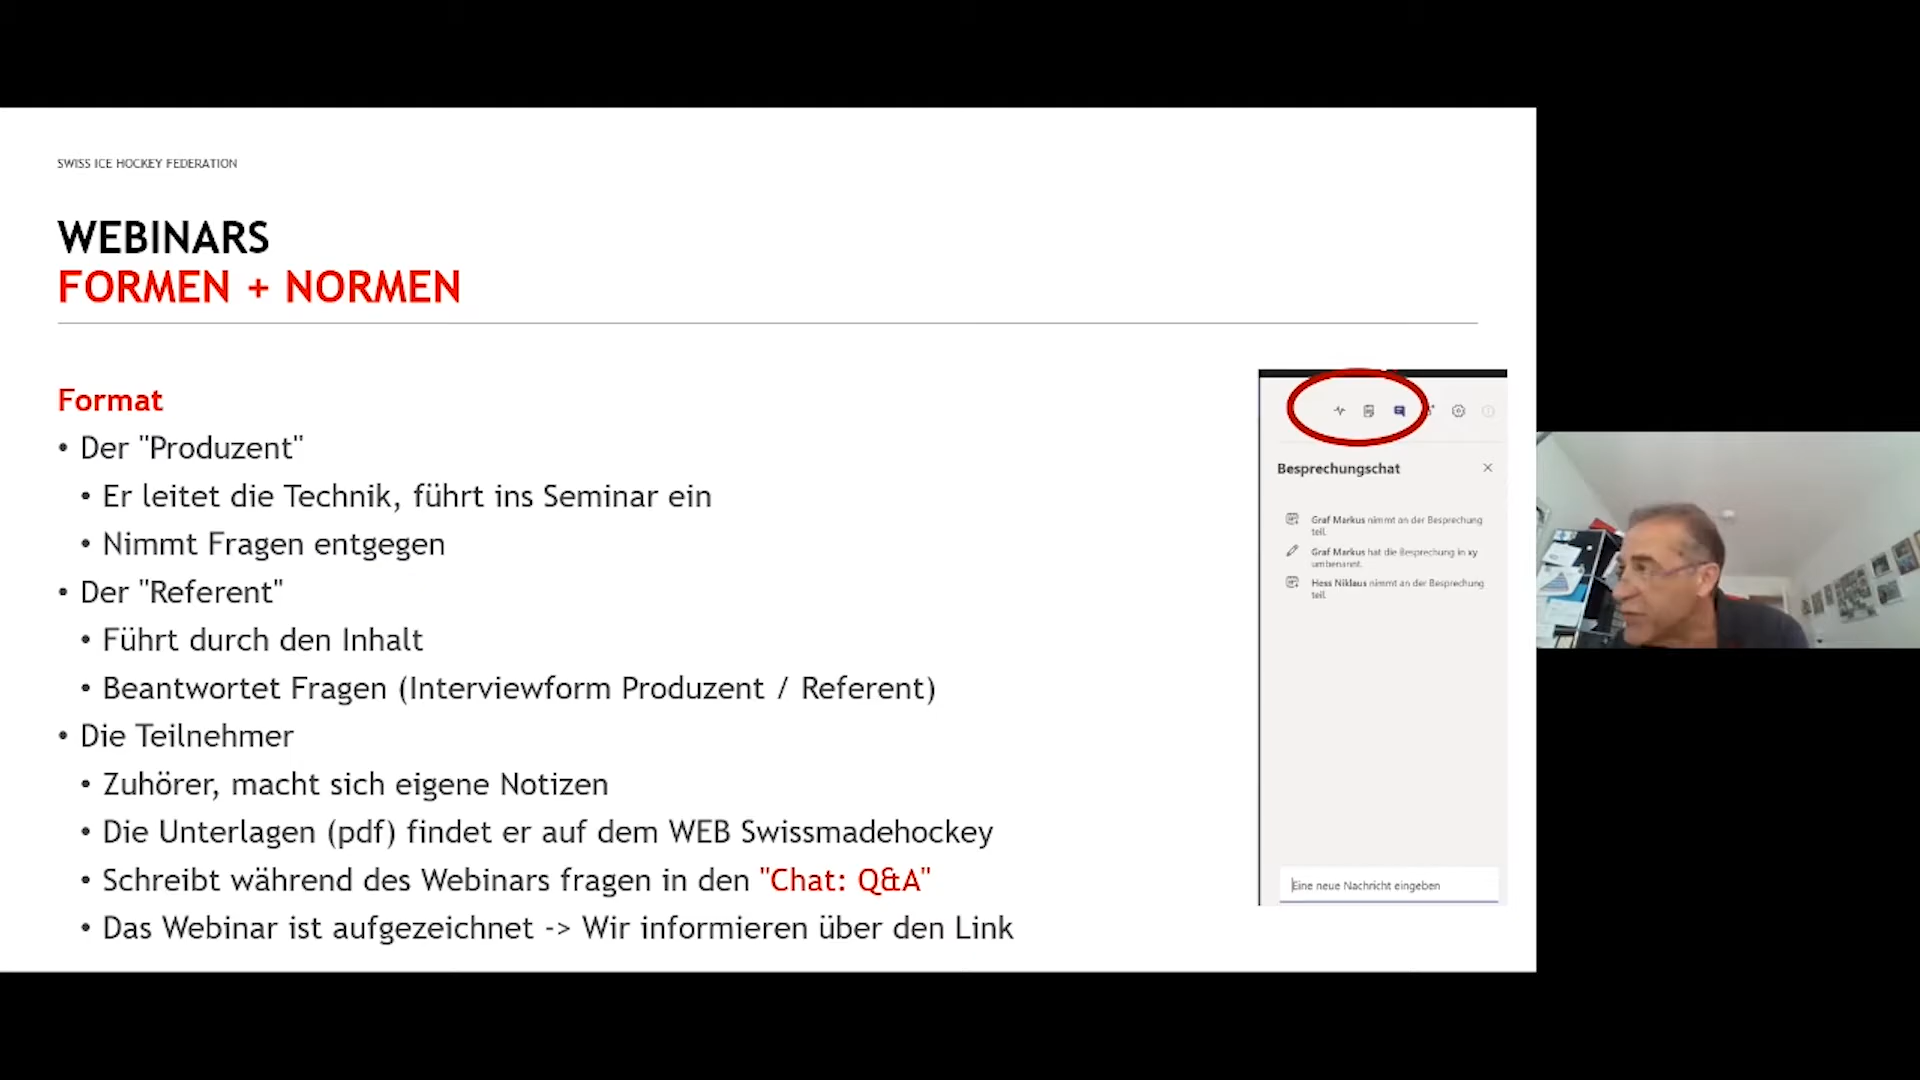 SWISS ICE HOCKEY FEDERATION
WEBINARS
FORMEN + NORMEN
Format
• Der "Produzent"
• Er leitet die Technik, führt ins Seminar ein
• Nimmt Fragen entgegen
• Der "Referent"
• Führt durch den Inhalt
• Beantwortet Fragen (Interviewform Produzent / Referent)
• Die Teilnehmer
• Zuhörer, macht sich eigene Notizen
• Die Unterlagen (pdf) findet er auf dem WEB Swissmadehockey
• Schreibt während des Webinars fragen in den "Chat: Q&A"
• Das Webinar ist aufgezeichnet -> Wir informieren über den Link
Besprechungschat
Graf Markus nimmt an der Besprechung
teil.
Graf Markus hat die Besprechung in xy
umbenannt.
Hess Niklaus nimmt an der Besprechung
teil.
Eine neue Nachricht eingeben